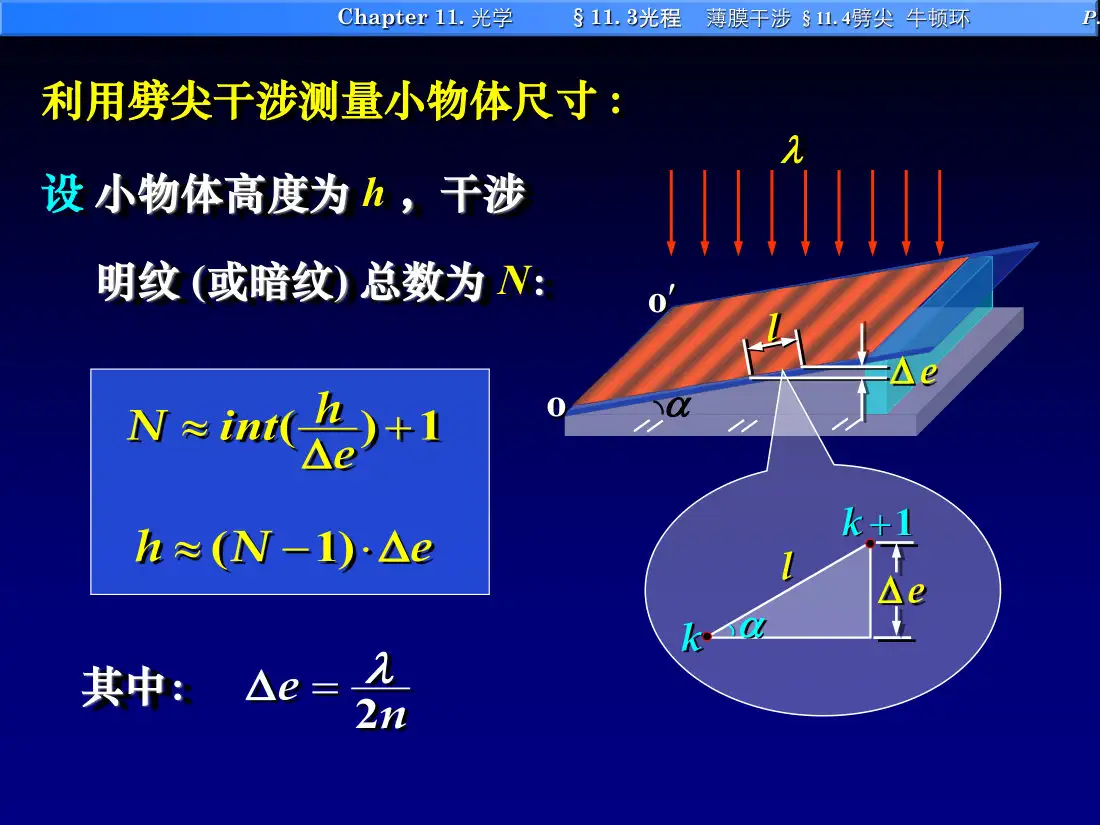 Chapter 11. 光学 §11.3光程 薄膜干涉 §11.4劈尖 牛顿环 P.
利用劈尖干涉测量小物体尺寸：
设 小物体高度为 h ，干涉
明纹 (或暗纹) 总数为 N：
N ≈ int(h/Δe)+1
h ≈ (N −1)·Δe
其中： Δe = λ/2n
λ
o′
l
Δe
o
α
k+1
l
Δe
k
α